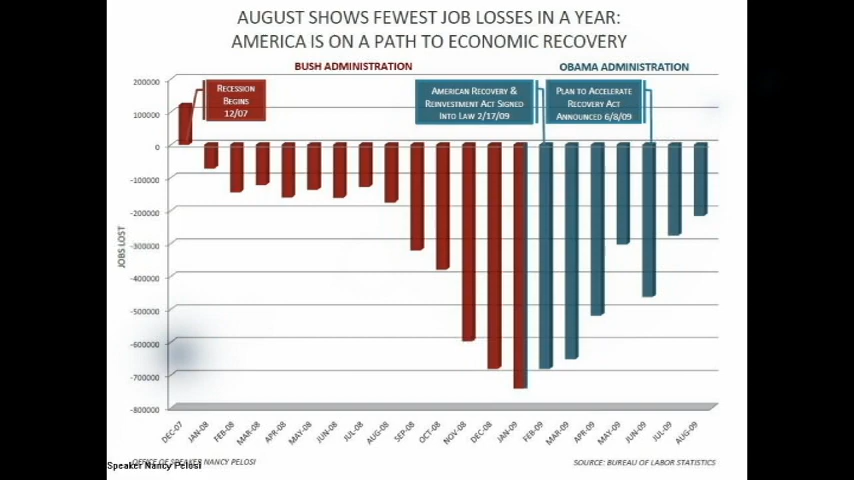 AUGUST SHOWS FEWEST JOB LOSSES IN A YEAR:
AMERICA IS ON A PATH TO ECONOMIC RECOVERY
BUSH ADMINISTRATION
OBAMA ADMINISTRATION
RECESSION
BEGINS
12/07
AMERICAN RECOVERY &
REINVESTMENT ACT SIGNED
INTO LAW 2/17/09
PLAN TO ACCELERATE
RECOVERY ACT
ANNOUNCED 6/8/09
200000
100000
0
-100000
-200000
-300000
-400000
-500000
-600000
-700000
-800000
JOBS LOST
DEC-07
JAN-08
FEB-08
MAR-08
APR-08
MAY-08
JUN-08
JUL-08
AUG-08
SEP-08
OCT-08
NOV-08
DEC-08
JAN-09
FEB-09
MAR-09
APR-09
MAY-09
JUNE-09
JUL-09
AUG-09
OFFICE OF SPEAKER NANCY PELOSI
Speaker Nancy Pelosi
SOURCE: BUREAU OF LABOR STATISTICS